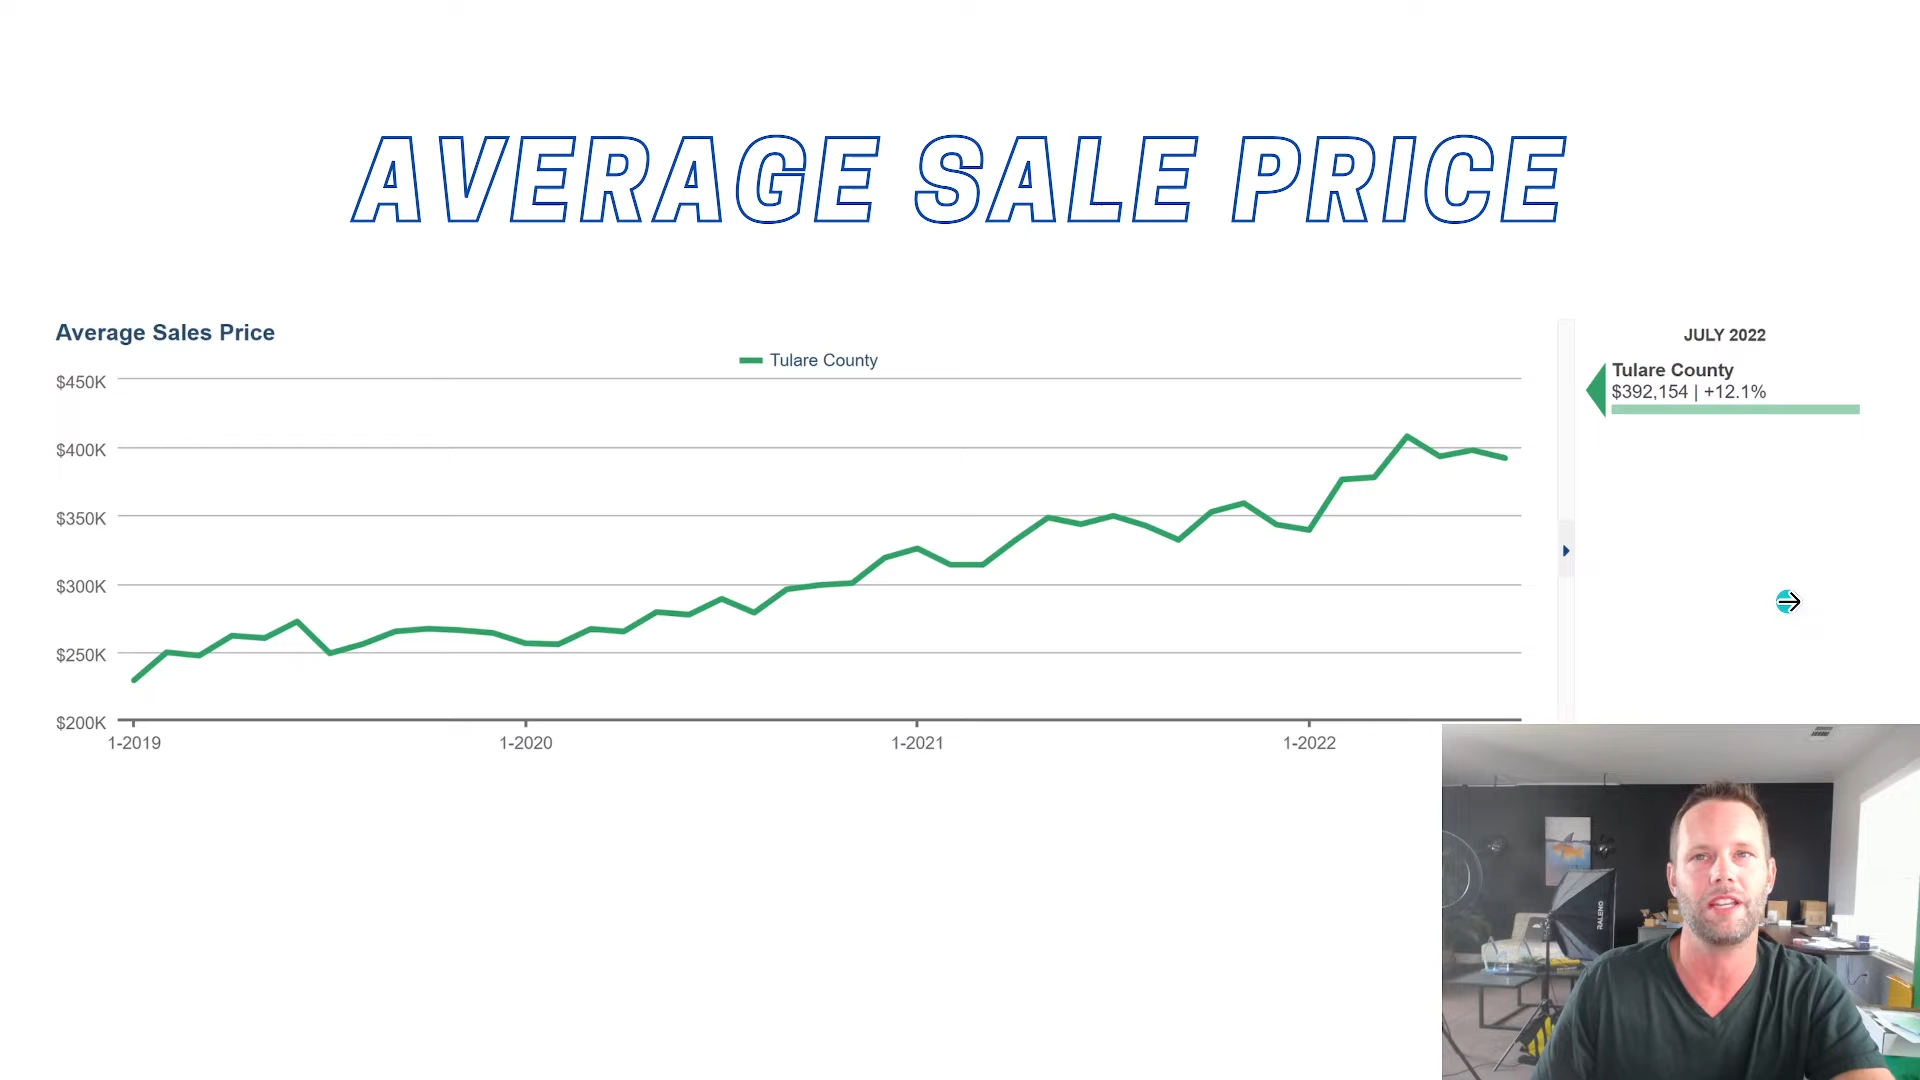 AVERAGE SALE PRICE
Average Sales Price
Tulare County
$450K
$400K
$350K
$300K
$250K
$200K
1-2019
1-2020
1-2021
1-2022
JULY 2022
Tulare County
$392,154 | +12.1%
RALENO